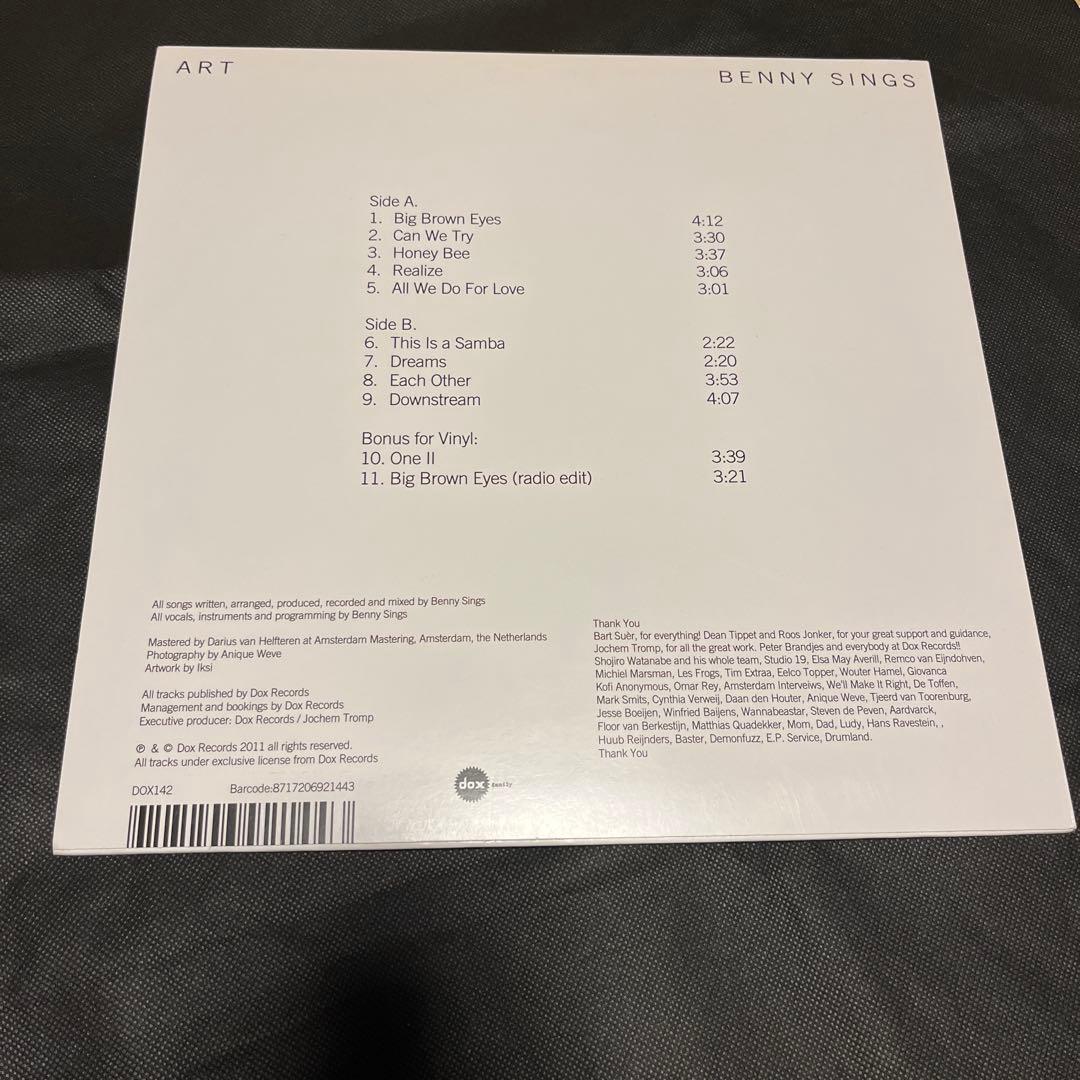 ART
BENNY SINGS
Side A.
1. Big Brown Eyes 4:12
2. Can We Try 3:30
3. Honey Bee 3:37
4. Realize 3:06
5. All We Do For Love 3:01
Side B.
6. This Is a Samba 2:22
7. Dreams 2:20
8. Each Other 3:53
9. Downstream 4:07
Bonus for Vinyl:
10. One II 3:39
11. Big Brown Eyes (radio edit) 3:21
All songs written, arranged, produced, recorded and mixed by Benny Sings
All vocals, instruments and programming by Benny Sings
Mastered by Darius van Helfteren at Amsterdam Mastering, Amsterdam, the Netherlands
Photography by Anique Weve
Artwork by Iksi
All tracks published by Dox Records
Management and bookings by Dox Records
Executive producer: Dox Records / Jochem Tromp
℗ & © Dox Records 2011 all rights reserved.
All tracks under exclusive license from Dox Records
DOX142 Barcode:8717206921443
dox family
Thank You
Bart Suèr, for everything! Dean Tippet and Roos Jonker, for your great support and guidance,
Jochem Tromp, for all the great work. Peter Brandjes and everybody at Dox Records!!
Shojiro Watanabe and his whole team, Studio 19, Elsa May Averill, Remco van Eijndohven,
Michiel Marsman, Les Frogs, Tim Extraa, Eelco Topper, Wouter Hamel, Giovanca
Kofi Anonymous, Omar Rey, Amsterdam Interveiws, We'll Make It Right, De Toffen,
Mark Smits, Cynthia Verweij, Daan den Houter, Anique Weve, Tjeerd van Toorenburg,
Jesse Boeijen, Winfried Baijens, Wannabeastar, Steven de Peven, Aardvarck,
Floor van Berkestijn, Matthias Quadekker, Mom, Dad, Ludy, Hans Ravestein, ,
Huub Reijnders, Baster, Demonfuzz, E.P. Service, Drumland.
Thank You